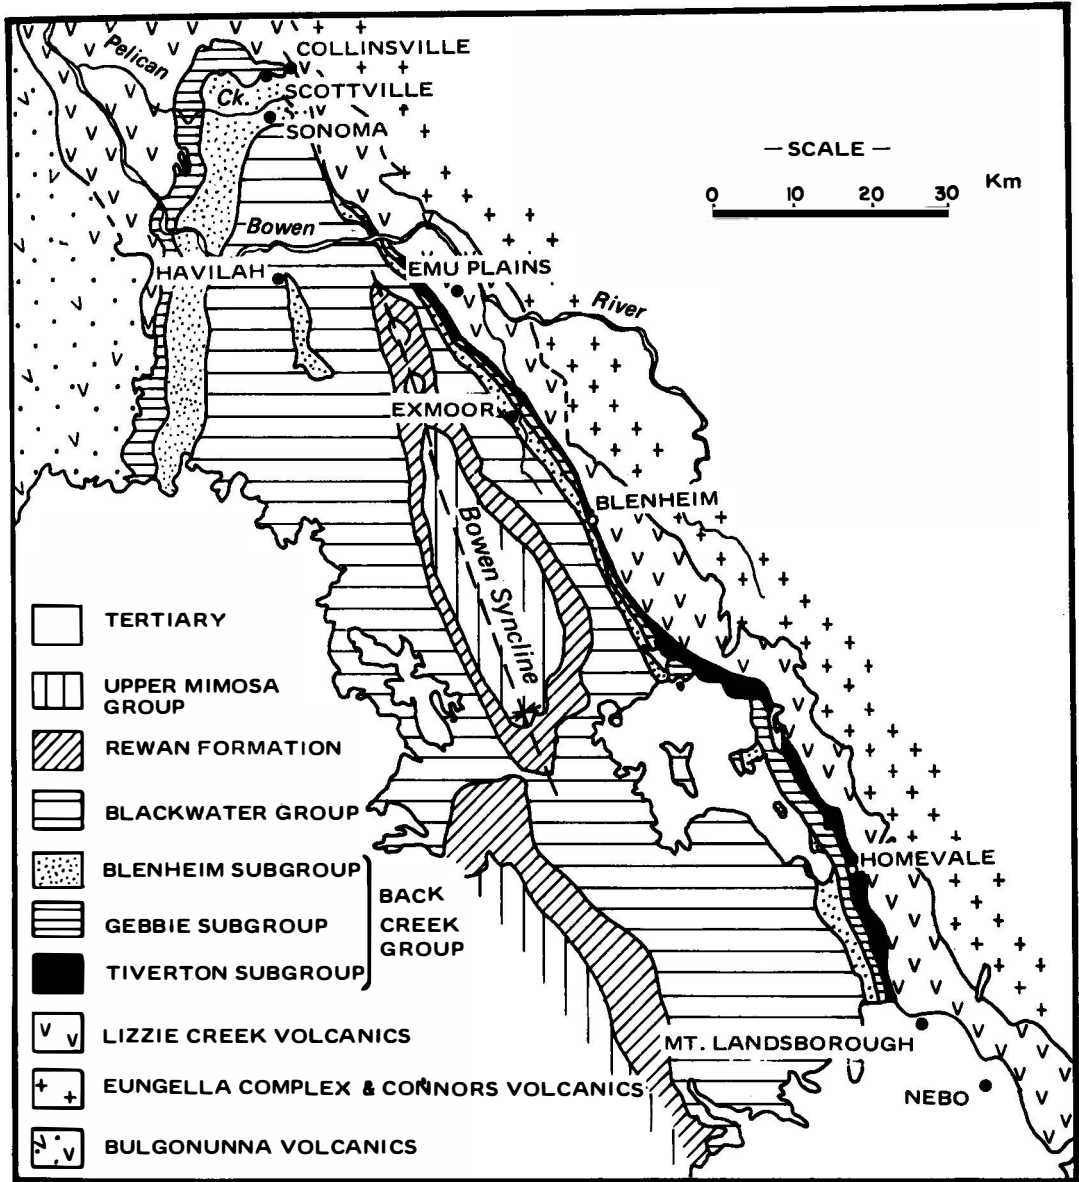 COLLINSVILLE
Pelican
Ck.
SCOTTVILLE
SONOMA
— SCALE —
0 10 20 30 Km
Bowen
HAVILAH
EMU PLAINS
River
EXMOOR
BLENHEIM
Bowen Syncline
TERTIARY
UPPER MIMOSA
GROUP
REWAN FORMATION
BLACKWATER GROUP
BLENHEIM SUBGROUP
GEBBIE SUBGROUP
TIVERTON SUBGROUP
BACK
CREEK
GROUP
HOMEVALE
LIZZIE CREEK VOLCANICS
MT. LANDSBOROUGH
EUNGELLA COMPLEX & CONNORS VOLCANICS
NEBO
BULGONUNNA VOLCANICS